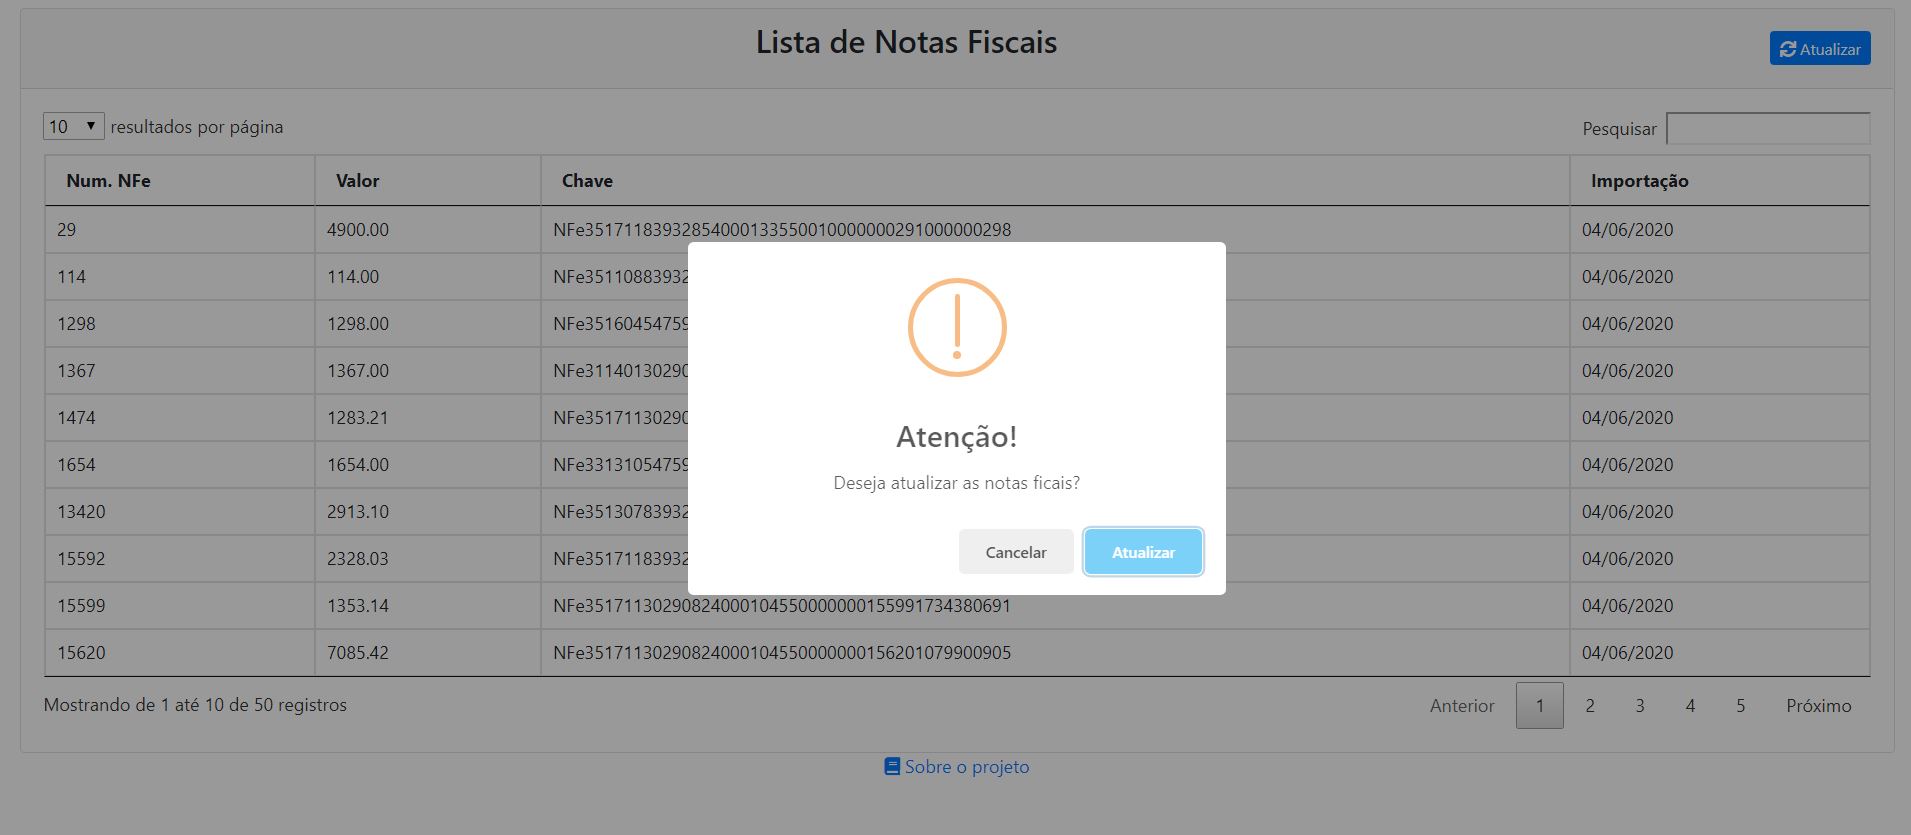 Lista de Notas Fiscais
Atualizar
10 resultados por página
Pesquisar
Num. NFe Valor Chave Importação
29 4900.00 NFe35171183932854000133550010000000291000000298 04/06/2020
114 114.00 NFe35110883932 04/06/2020
1298 1298.00 NFe35160454759 04/06/2020
1367 1367.00 NFe31140130290 04/06/2020
1474 1283.21 NFe35171130290 04/06/2020
1654 1654.00 NFe33131054759 04/06/2020
13420 2913.10 NFe35130783932 04/06/2020
15592 2328.03 NFe35171183932 04/06/2020
15599 1353.14 NFe35171130290824000104550000000155991734380691 04/06/2020
15620 7085.42 NFe35171130290824000104550000000156201079900905 04/06/2020
Atenção!
Deseja atualizar as notas ficais?
Cancelar Atualizar
Mostrando de 1 até 10 de 50 registros
Anterior 1 2 3 4 5 Próximo
Sobre o projeto